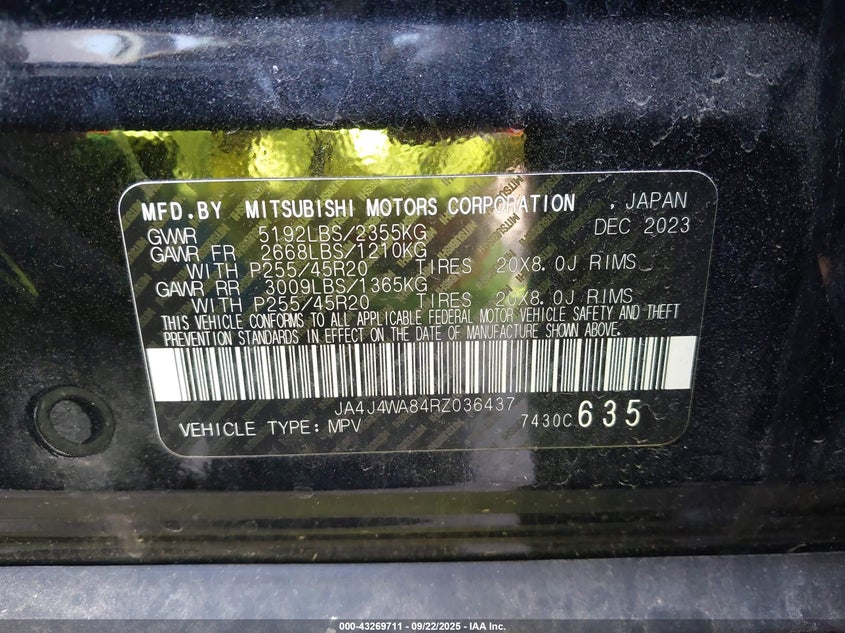 MFD.BY MITSUBISHI MOTORS CORPORATION , JAPAN
GVWR 5192LBS/2355KG DEC 2023
GAWR FR 2668LBS/1210KG
WITH P255/45R20 TIRES 20X8.0J RIMS
GAWR RR 3009LBS/1365KG
WITH P255/45R20 TIRES 20X8.0J RIMS
THIS VEHICLE CONFORMS TO ALL APPLICABLE FEDERAL MOTOR VEHICLE SAFETY AND THEFT
PREVENTION STANDARDS IN EFFECT ON THE DATE OF MANUFACTURE SHOWN ABOVE.
JA4J4WA84RZ036437
VEHICLE TYPE: MPV 7430C 635
000-43269711 - 09/22/2025 - IAA Inc.